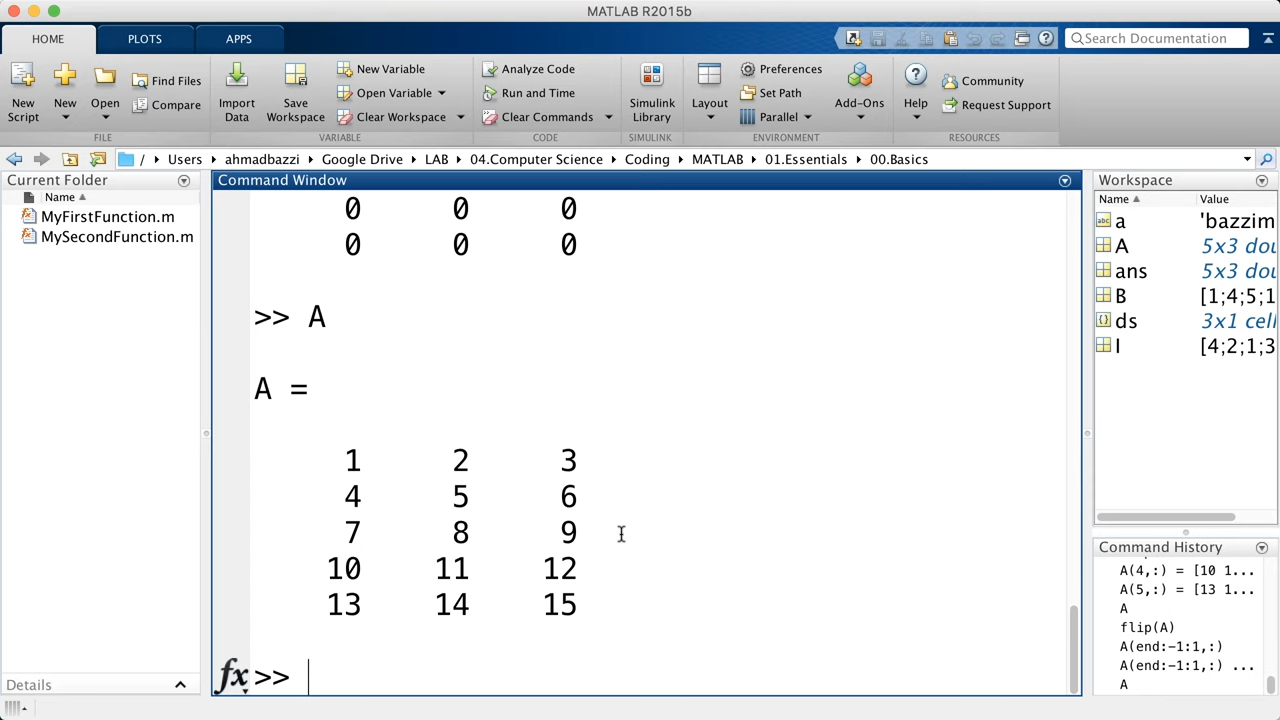 MATLAB R2015b
HOME PLOTS APPS
Search Documentation
New Script
New
Open
Find Files
Compare
Import Data
Save Workspace
New Variable
Open Variable
Clear Workspace
Analyze Code
Run and Time
Clear Commands
Simulink Library
Layout
Preferences
Set Path
Parallel
Add-Ons
Help
Community
Request Support
FILE VARIABLE CODE SIMULINK ENVIRONMENT RESOURCES
/ Users ahmadbazzi Google Drive LAB 04.Computer Science Coding MATLAB 01.Essentials 00.Basics
Current Folder
Name
MyFirstFunction.m
MySecondFunction.m
Details
Command Window
0 0 0
0 0 0
>> A
A =
1 2 3
4 5 6
7 8 9
10 11 12
13 14 15
fx >>
Workspace
Name Value
a 'bazzim
A 5x3 dou
ans 5x3 dou
B [1;4;5;1
ds 3x1 cell
I [4;2;1;3
Command History
A(4,:) = [10 1...
A(5,:) = [13 1...
A
flip(A)
A(end:-1:1,:)
A(end:-1:1,:) ...
A